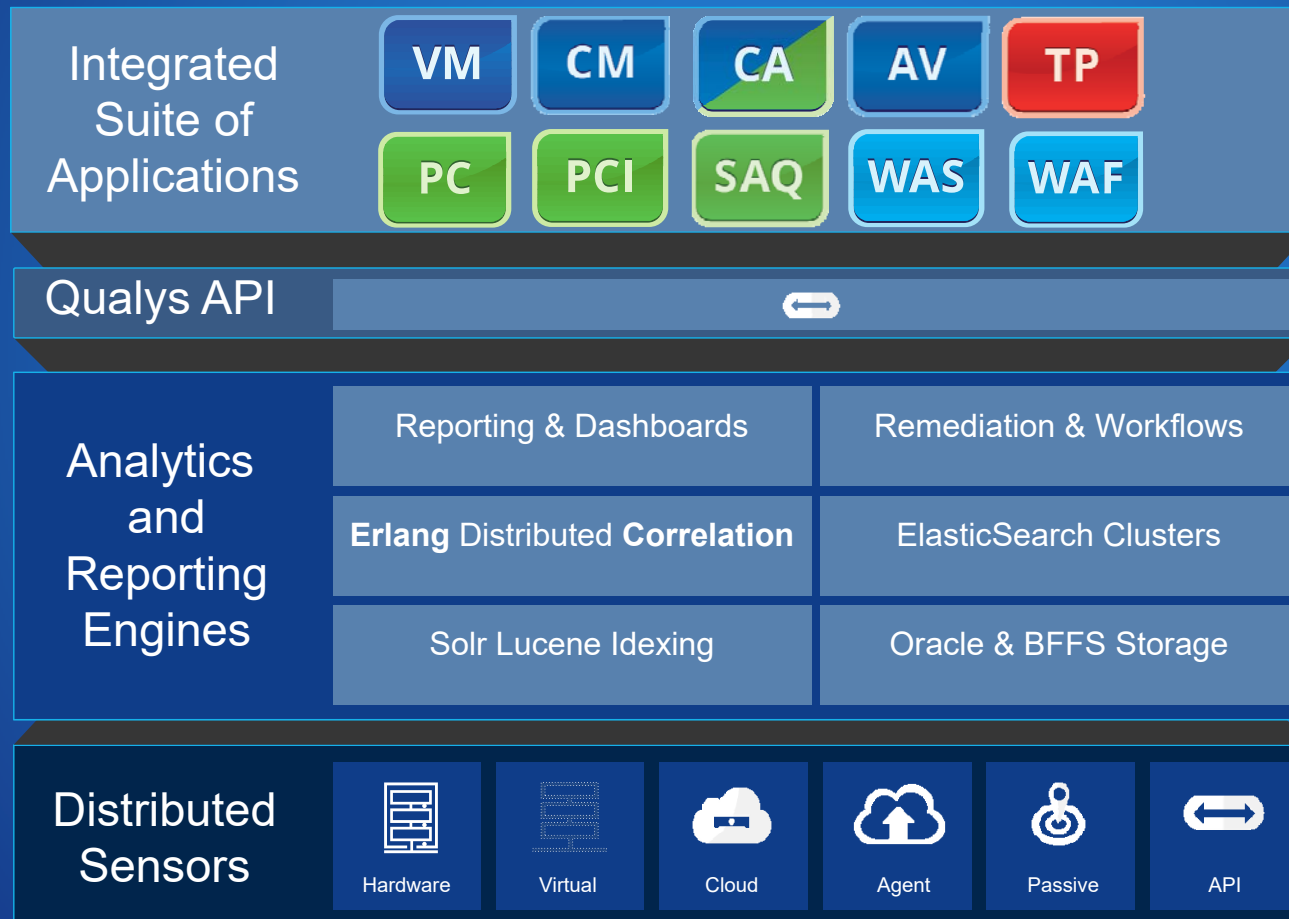 Integrated
Suite of
Applications
VM CM CA AV TP
PC PCI SAQ WAS WAF
Qualys API
Analytics
and
Reporting
Engines
Reporting & Dashboards
Remediation & Workflows
Erlang Distributed Correlation
ElasticSearch Clusters
Solr Lucene Idexing
Oracle & BFFS Storage
Distributed
Sensors
Hardware
Virtual
Cloud
Agent
Passive
API